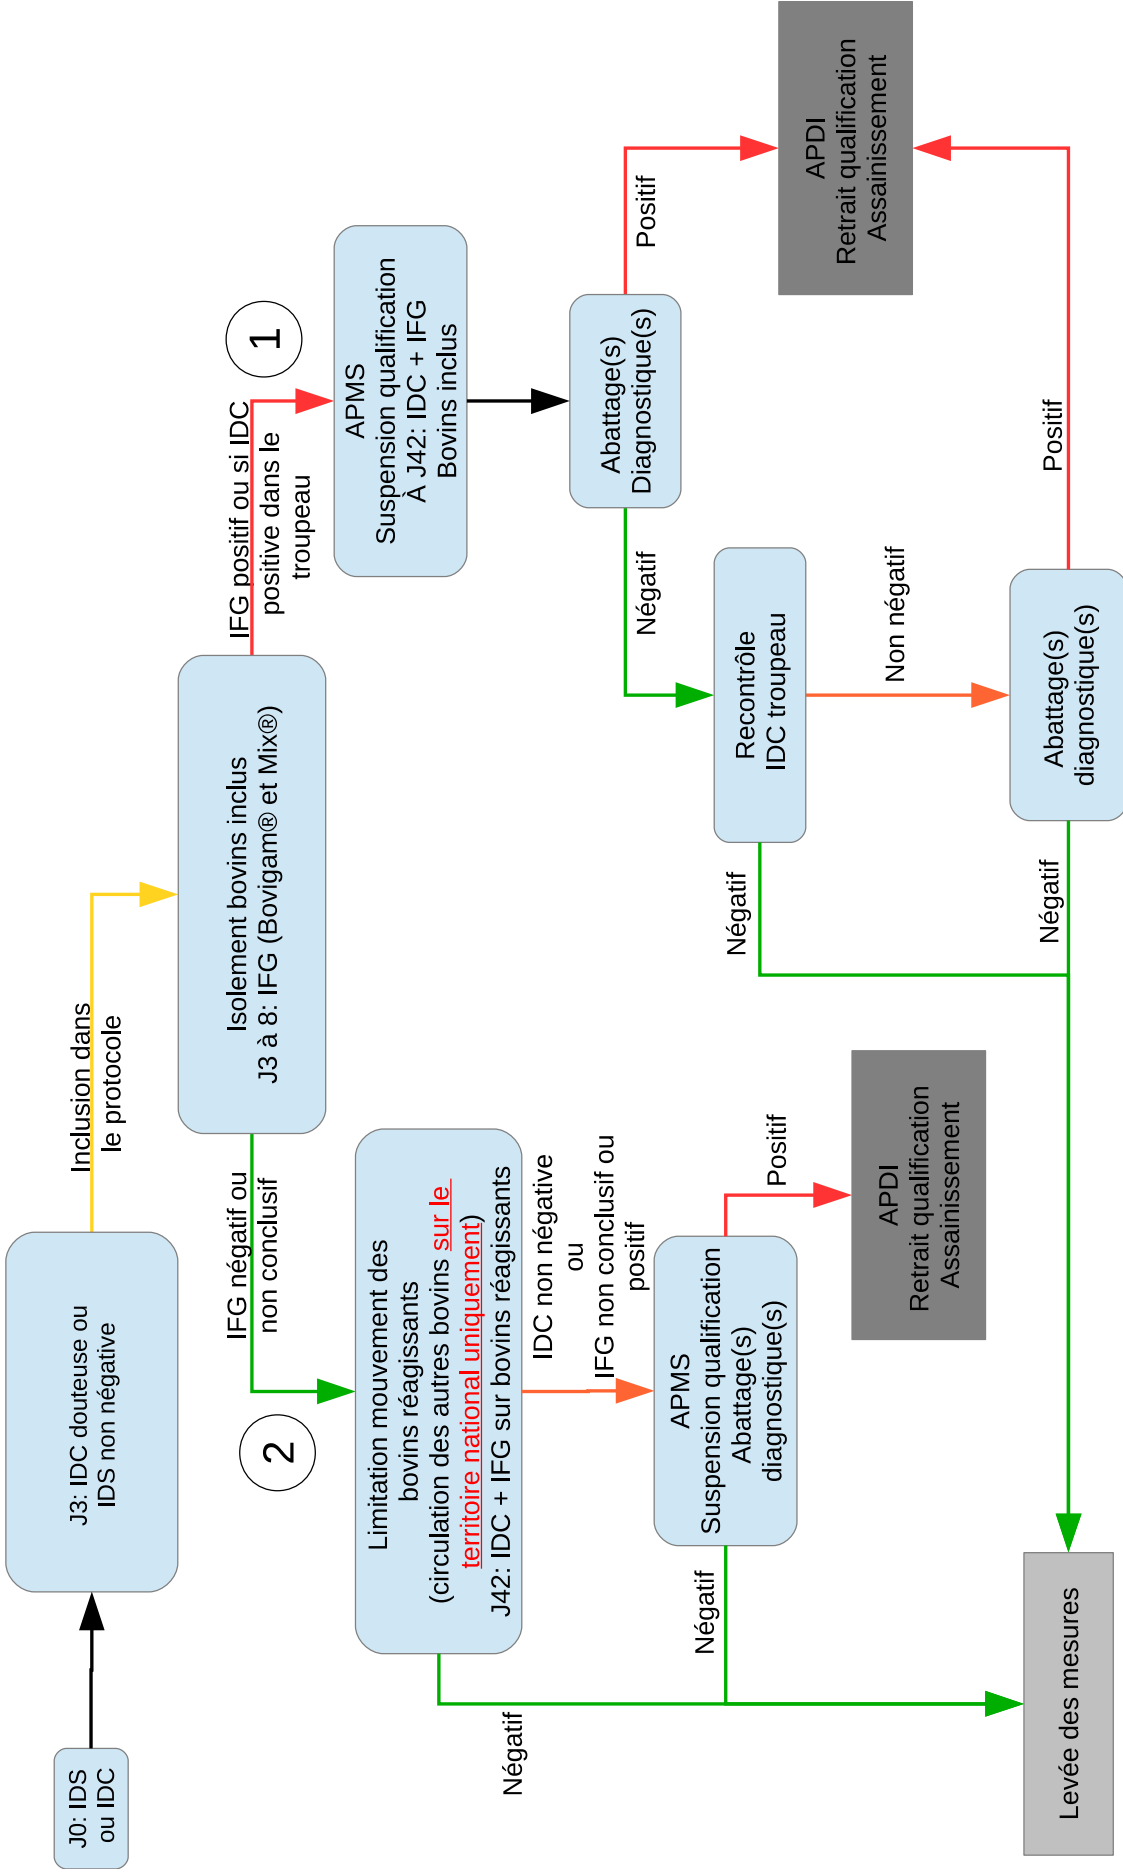 J0: IDS
ou IDC
J3: IDC douteuse ou
IDS non négative
Inclusion dans
le protocole
Isolement bovins inclus
J3 à 8: IFG (Bovigam® et Mix®)
IFG positif ou si IDC
positive dans le
troupeau
1
APMS
Suspension qualification
À J42: IDC + IFG
Bovins inclus
Abattage(s)
Diagnostique(s)
Positif
APDI
Retrait qualification
Assainissement
Négatif
Recontrôle
IDC troupeau
Non négatif
Abattage(s)
diagnostique(s)
Positif
Négatif
Négatif
IFG négatif ou
non conclusif
2
Limitation mouvement des
bovins réagissants
(circulation des autres bovins sur le
territoire national uniquement)
J42: IDC + IFG sur bovins réagissants
IDC non négative
ou
IFG non conclusif ou
positif
APMS
Suspension qualification
Abattage(s)
diagnostique(s)
Positif
APDI
Retrait qualification
Assainissement
Négatif
Négatif
Levée des mesures